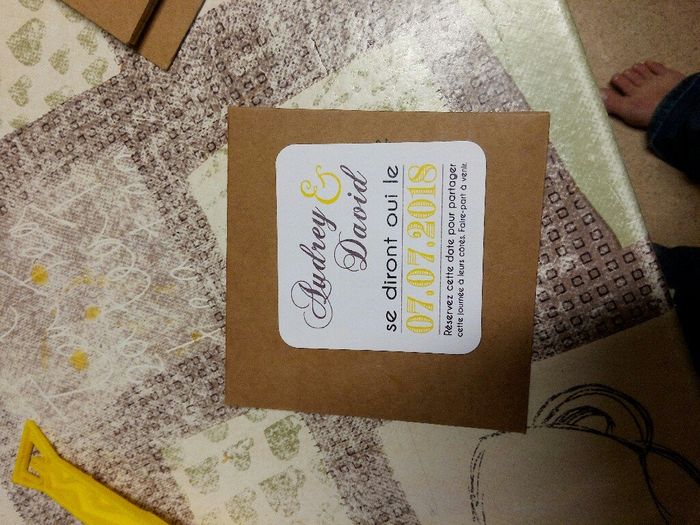 Audrey &
David
se diront oui le
07.07.2018
Réservez cette date pour partager
cette journée à leurs côtés. Faire-part à venir.